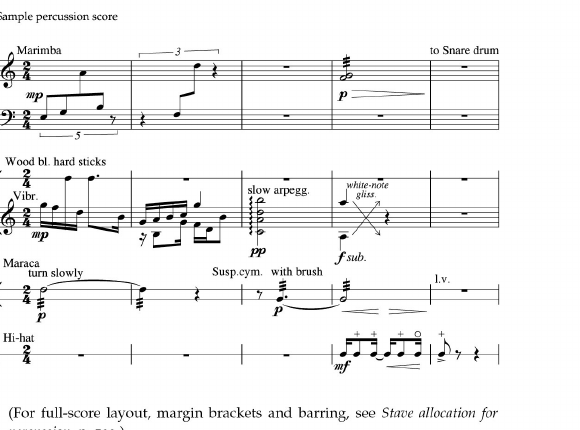 Sample percussion score
Marimba
3
to Snare drum
mp
p
5
Wood bl. hard sticks
Vibr.
slow arpegg.
white-note
gliss.
mp
pp
f sub.
Maraca
turn slowly
Susp.cym. with brush
l.v.
p
p
Hi-hat
mf
(For full-score layout, margin brackets and barring, see Stave allocation for